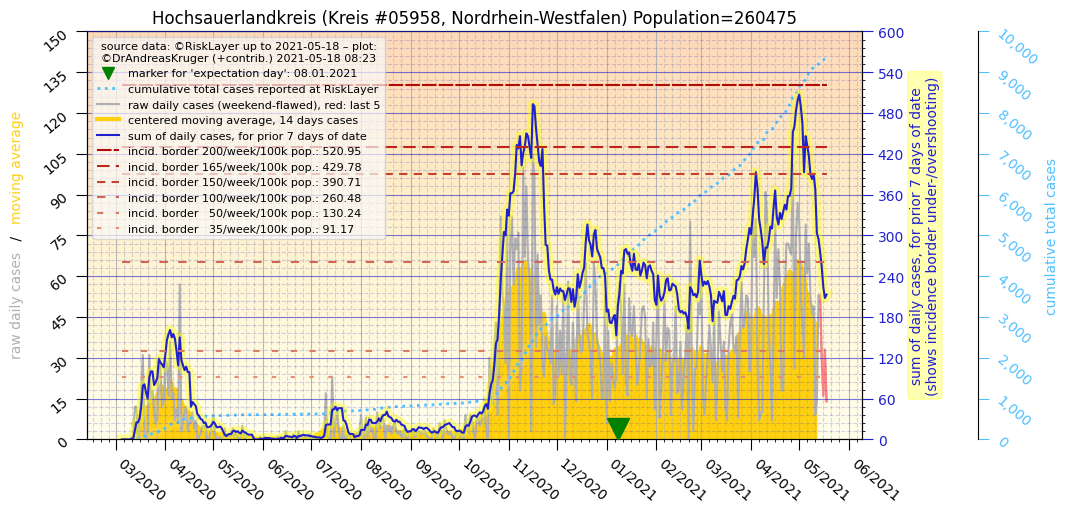 Hochsauerlandkreis (Kreis #05958, Nordrhein-Westfalen) Population=260475
source data: ©RiskLayer up to 2021-05-18 – plot:
©DrAndreasKruger (+contrib.) 2021-05-18 08:23
marker for 'expectation day': 08.01.2021
cumulative total cases reported at RiskLayer
raw daily cases (weekend-flawed), red: last 5
centered moving average, 14 days cases
sum of daily cases, for prior 7 days of date
incid. border 200/week/100k pop.: 520.95
incid. border 165/week/100k pop.: 429.78
incid. border 150/week/100k pop.: 390.71
incid. border 100/week/100k pop.: 260.48
incid. border 50/week/100k pop.: 130.24
incid. border 35/week/100k pop.: 91.17
raw daily cases / moving average
150
135
120
105
90
75
60
45
30
15
0
03/2020
04/2020
05/2020
06/2020
07/2020
08/2020
09/2020
10/2020
11/2020
12/2020
01/2021
02/2021
03/2021
04/2021
05/2021
06/2021
600
540
480
420
360
300
240
180
120
60
0
sum of daily cases, for prior 7 days of date
(shows incidence border under-/overshooting)
10,000
9,000
8,000
7,000
6,000
5,000
4,000
3,000
2,000
1,000
0
cumulative total cases